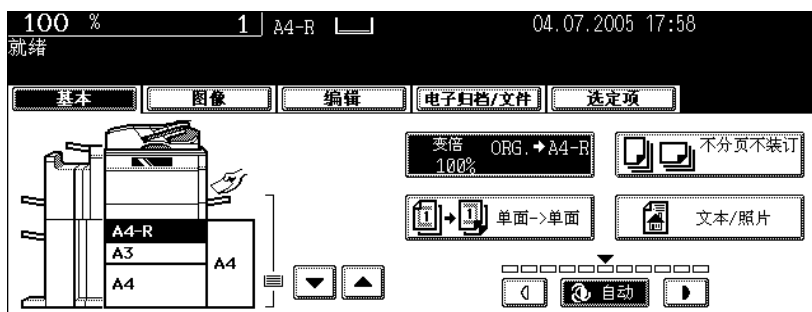 100 % 1 A4-R 04.07.2005 17:58
就绪
基本 图像 编辑 电子归档/文件 选定项
变倍 ORG.→A4-R
100%
不分页不装订
1→1 单面->单面
文本/照片
A4-R
A3
A4
A4
自动